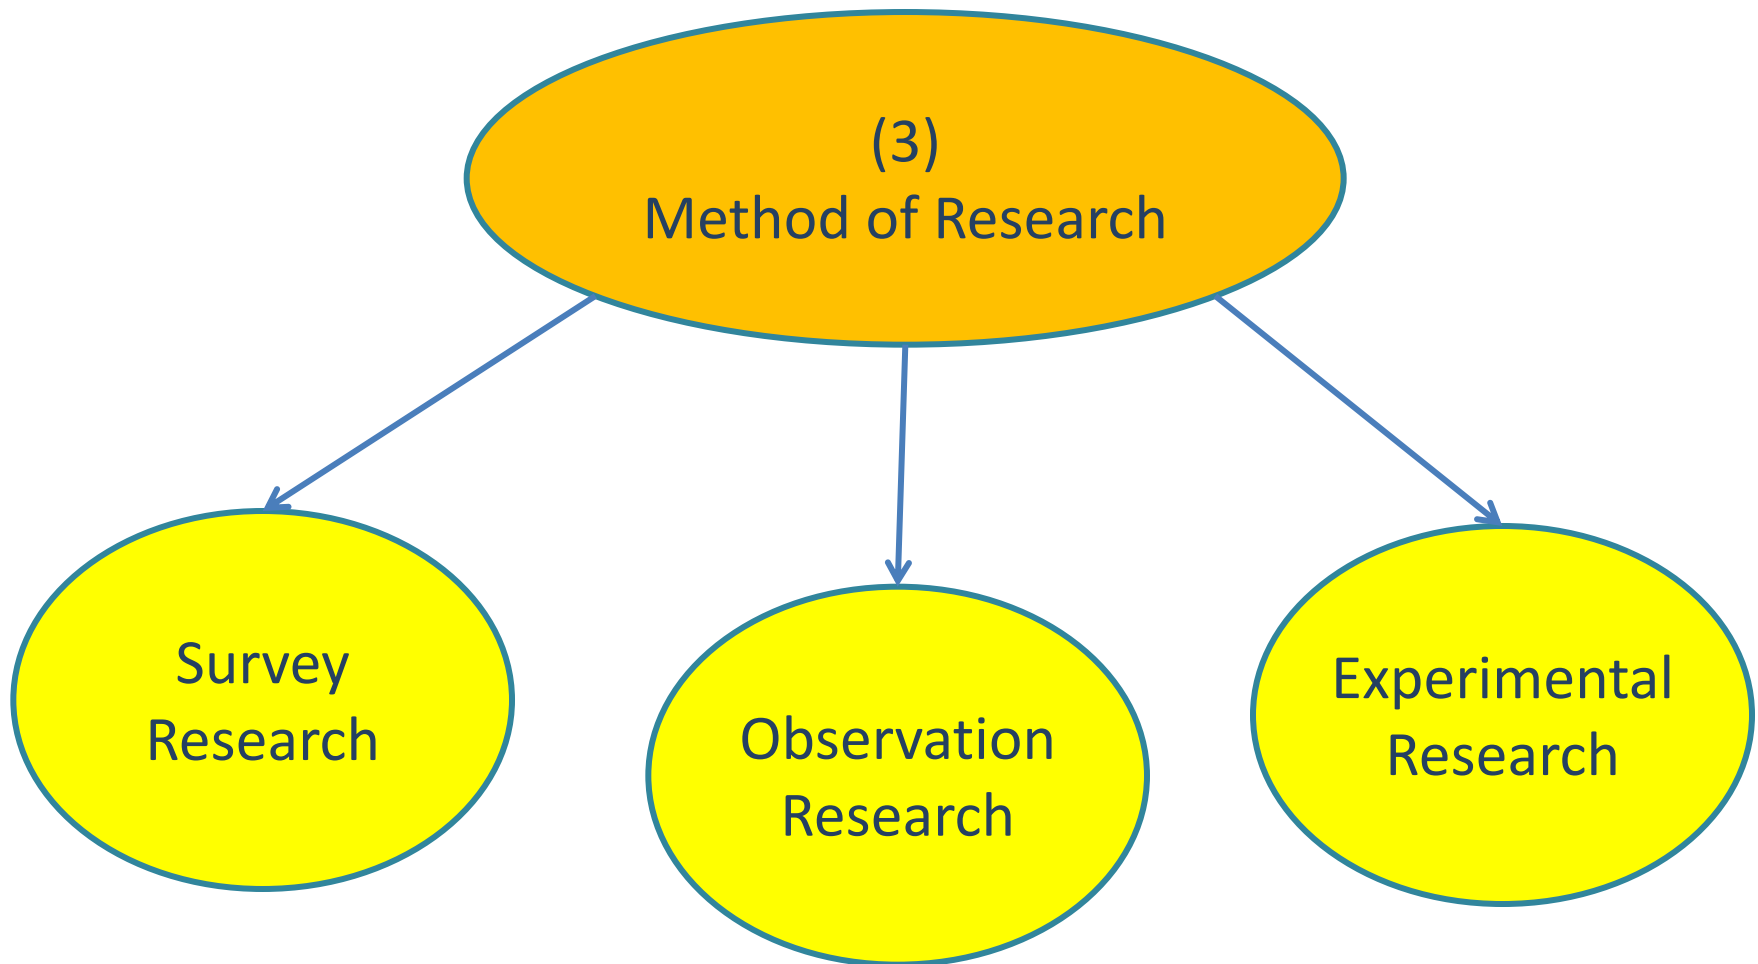 (3)
Method of Research
Survey
Research
Observation
Research
Experimental
Research